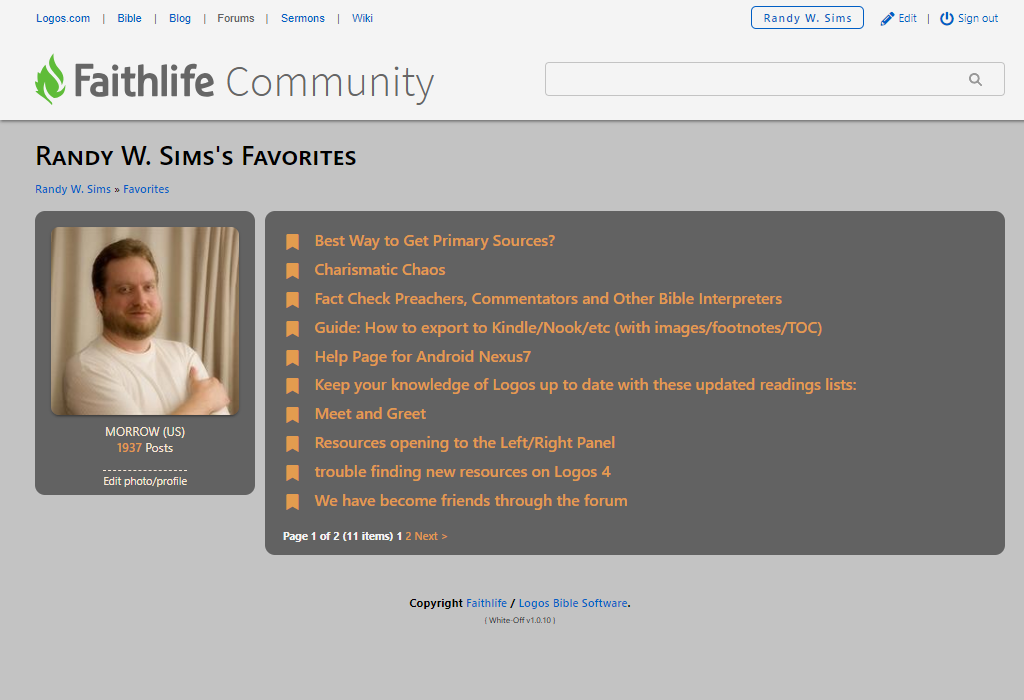 Logos.com | Bible | Blog | Forums | Sermons | Wiki
Randy W. Sims Edit | Sign out
Faithlife Community
Randy W. Sims's Favorites
Randy W. Sims » Favorites
Best Way to Get Primary Sources?
Charismatic Chaos
Fact Check Preachers, Commentators and Other Bible Interpreters
Guide: How to export to Kindle/Nook/etc (with images/footnotes/TOC)
Help Page for Android Nexus7
Keep your knowledge of Logos up to date with these updated readings lists:
Meet and Greet
Resources opening to the Left/Right Panel
trouble finding new resources on Logos 4
We have become friends through the forum
Page 1 of 2 (11 items) 1 2 Next >
MORROW (US)
1937 Posts
Edit photo/profile
Copyright Faithlife / Logos Bible Software.
( White-Off v1.0.10 )